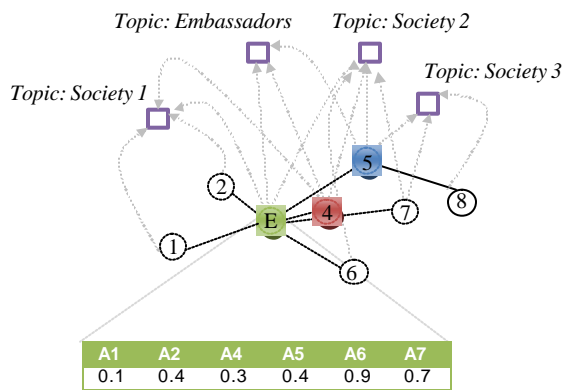 Topic: Embassadors
Topic: Society 2
Topic: Society 3
Topic: Society 1
5
2
8
E
4
7
1
6
A1 A2 A4 A5 A6 A7
0.1 0.4 0.3 0.4 0.9 0.7